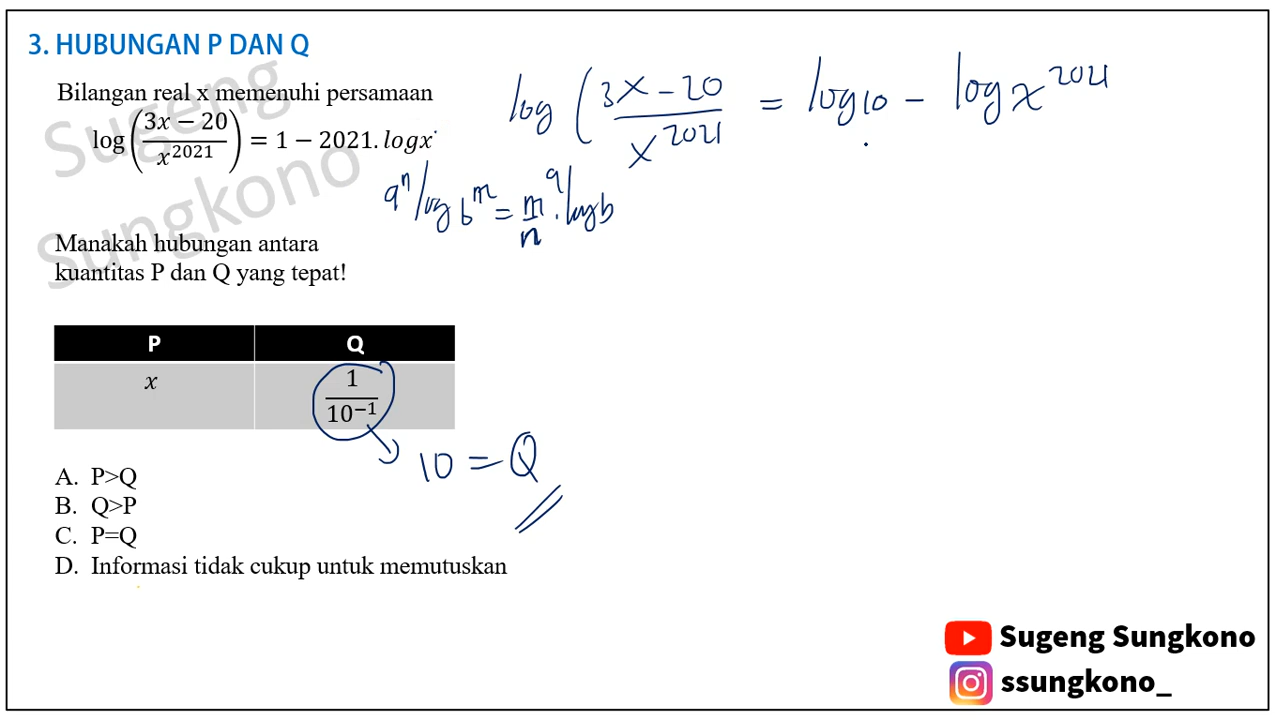 3. HUBUNGAN P DAN Q
Bilangan real x memenuhi persamaan
log((3x − 20)/x^2021) = 1 − 2021. logx
log (3x − 20 / x^2021 = log 10 − log x^2021
a^n log b^m = m/n . a log b
Manakah hubungan antara
kuantitas P dan Q yang tepat!
P Q
x 1/10^−1
10 = Q
A. P>Q
B. Q>P
C. P=Q
D. Informasi tidak cukup untuk memutuskan
Sugeng Sungkono
Sugeng Sungkono
ssungkono_